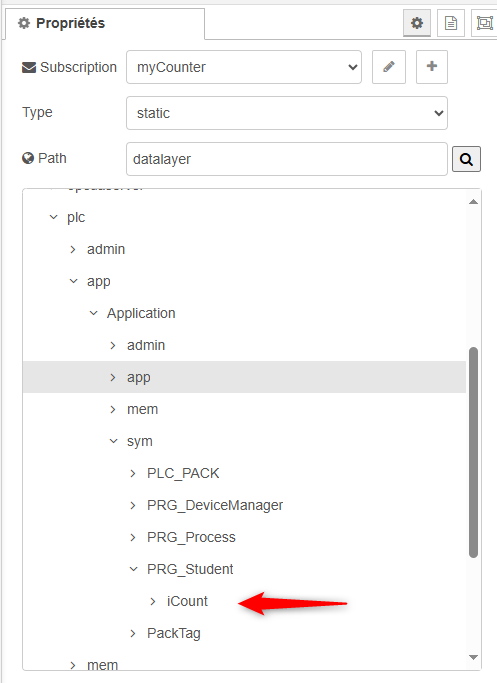 Propriétés
Subscription myCounter
Type static
Path datalayer
plc
admin
app
Application
admin
app
mem
sym
PLC_PACK
PRG_DeviceManager
PRG_Process
PRG_Student
iCount
PackTag
mem